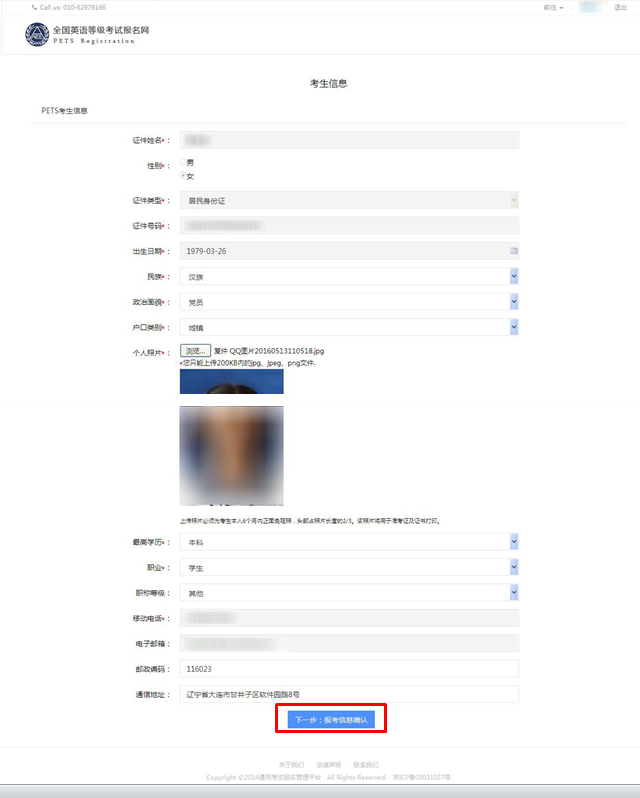 Call us: 010-62979166
前往
退出
全国英语等级考试报名网
PETS Registration
考生信息
PETS考生信息
证件姓名*：
性别*： 男
女
证件类型*： 居民身份证
证件号码*：
出生日期*： 1979-03-26
民族*： 汉族
政治面貌*： 党员
户口类别*： 城镇
个人照片*： 浏览... 复件 QQ图片20160513110518.jpg
*您只能上传200KB内的jpg、jpeg、png文件.
上传照片必须为考生本人6个月内正面免冠照，头部占照片长度的2/3。该照片将用于准考证及证书打印。
最高学历*： 本科
职业*： 学生
职称等级： 其他
移动电话*：
电子邮箱：
邮政编码： 116023
通信地址： 辽宁省大连市甘井子区软件园路8号
下一步：报考信息确认
关于我们 法律声明 联系我们
Copyright ©2014通用考试报名管理平台 All Rights Reserved. 京ICP备05031027号